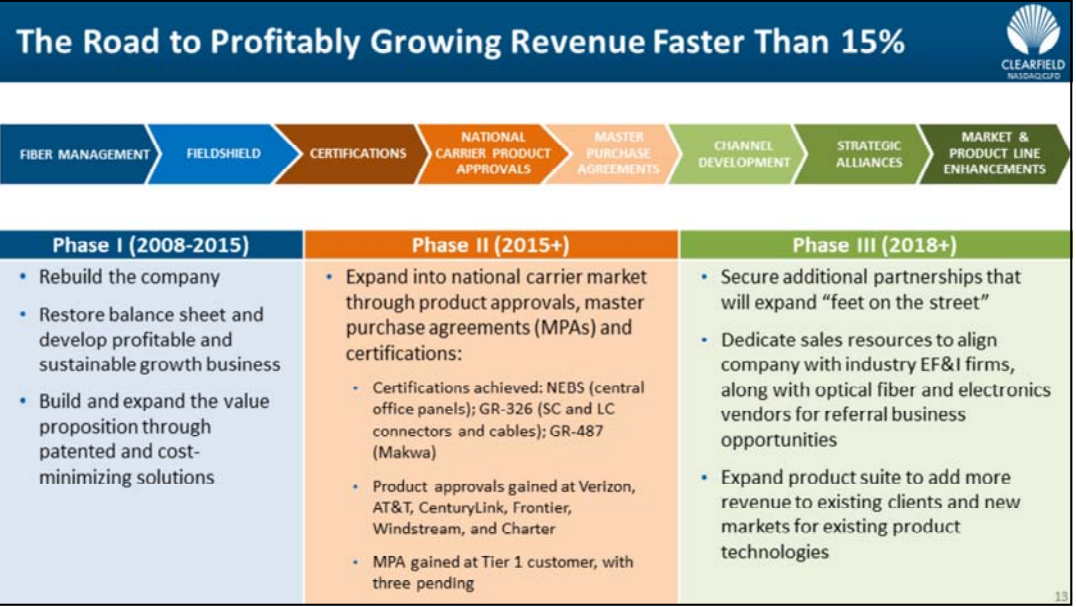 The Road to Profitably Growing Revenue Faster Than 15%
CLEARFIELD
NASDAQ:CLFD
FIBER MANAGEMENT
FIELDSHIELD
CERTIFICATIONS
NATIONAL
CARRIER PRODUCT
APPROVALS
MASTER
PURCHASE
AGREEMENTS
CHANNEL
DEVELOPMENT
STRATEGIC
ALLIANCES
MARKET &
PRODUCT LINE
ENHANCEMENTS
Phase I (2008-2015)
• Rebuild the company
• Restore balance sheet and
develop profitable and
sustainable growth business
• Build and expand the value
proposition through
patented and cost-
minimizing solutions
Phase II (2015+)
• Expand into national carrier market
through product approvals, master
purchase agreements (MPAs) and
certifications:
• Certifications achieved: NEBS (central
office panels); GR-326 (SC and LC
connectors and cables); GR-487
(Makwa)
• Product approvals gained at Verizon,
AT&T, CenturyLink, Frontier,
Windstream, and Charter
• MPA gained at Tier 1 customer, with
three pending
Phase III (2018+)
• Secure additional partnerships that
will expand “feet on the street”
• Dedicate sales resources to align
company with industry EF&I firms,
along with optical fiber and electronics
vendors for referral business
opportunities
• Expand product suite to add more
revenue to existing clients and new
markets for existing product
technologies
13